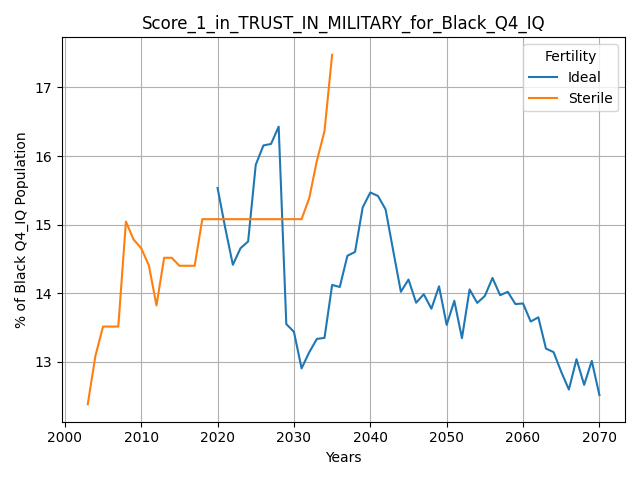 Score_1_in_TRUST_IN_MILITARY_for_Black_Q4_IQ
% of Black Q4_IQ Population
17
16
15
14
13
Fertility
Ideal
Sterile
2000 2010 2020 2030 2040 2050 2060 2070
Years